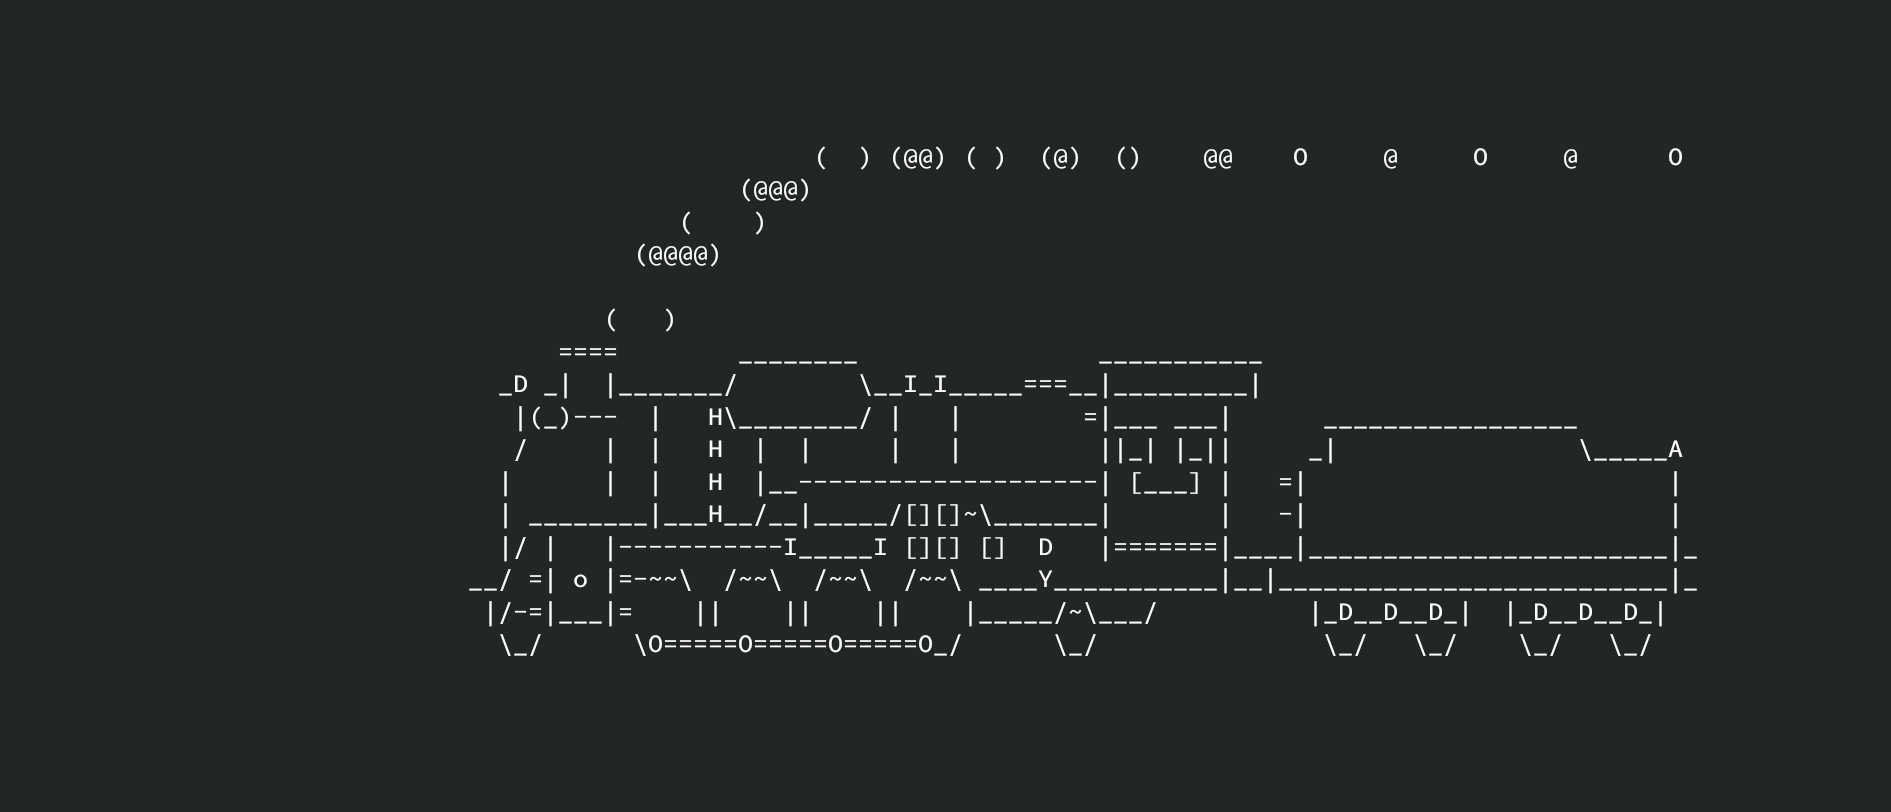 (  ) (@@) ( )  (@)  ()    @@    O     @     O     @      O
                  (@@@)
              (    )
           (@@@@)

         (   )
      ====        ________                ___________
  _D _|  |_______/        \__I_I_____===__|_________|
   |(_)---  |   H\________/ |   |        =|___ ___|      _________________
   /     |  |   H  |  |     |   |         ||_| |_||     _|                \_____A
  |      |  |   H  |__--------------------| [___] |   =|                        |
  | ________|___H__/__|_____/[][]~\_______|       |   -|                        |
  |/ |   |-----------I_____I [][] []  D   |=======|____|________________________|_
__/ =| o |=-~~\  /~~\  /~~\  /~~\ ____Y___________|__|__________________________|_
 |/-=|___|=    ||    ||    ||    |_____/~\___/          |_D__D__D_|  |_D__D__D_|
  \_/      \O=====O=====O=====O_/      \_/               \_/   \_/    \_/   \_/